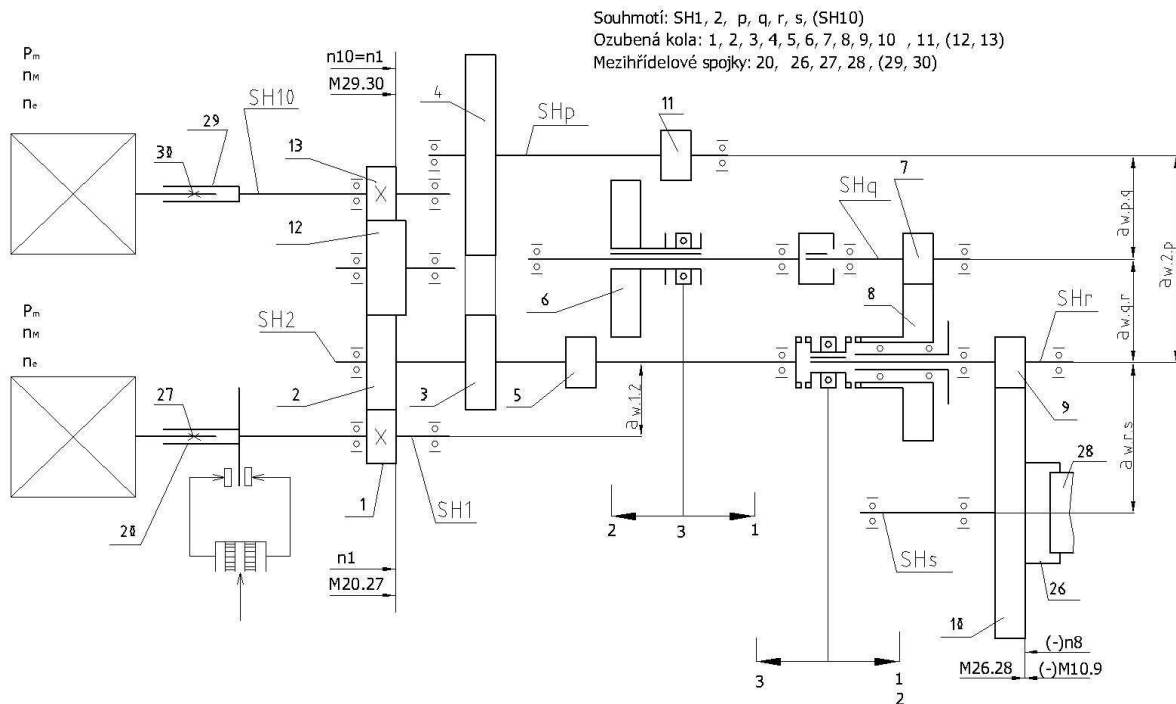 Souhmotí: SH1, 2, p, q, r, s, (SH10)
Ozubená kola: 1, 2, 3, 4, 5, 6, 7, 8, 9, 10 , 11, (12, 13)
Mezihřídelové spojky: 20, 26, 27, 28, (29, 30)
Pm
nM
ne
n10=n1
M29.30
SH10
29
30
13
12
4
SHp
11
7
SHq
aw.p.q
aw.2.p
6
8
aw.q.r
SHr
Pm
nM
ne
SH2
27
2
3
5
aw.1.2
9
aw.r.s
28
20
1
SH1
2
3
1
SHs
26
n1
M20.27
10
(-)n8
M26.28
(-)M10.9
3
1
2